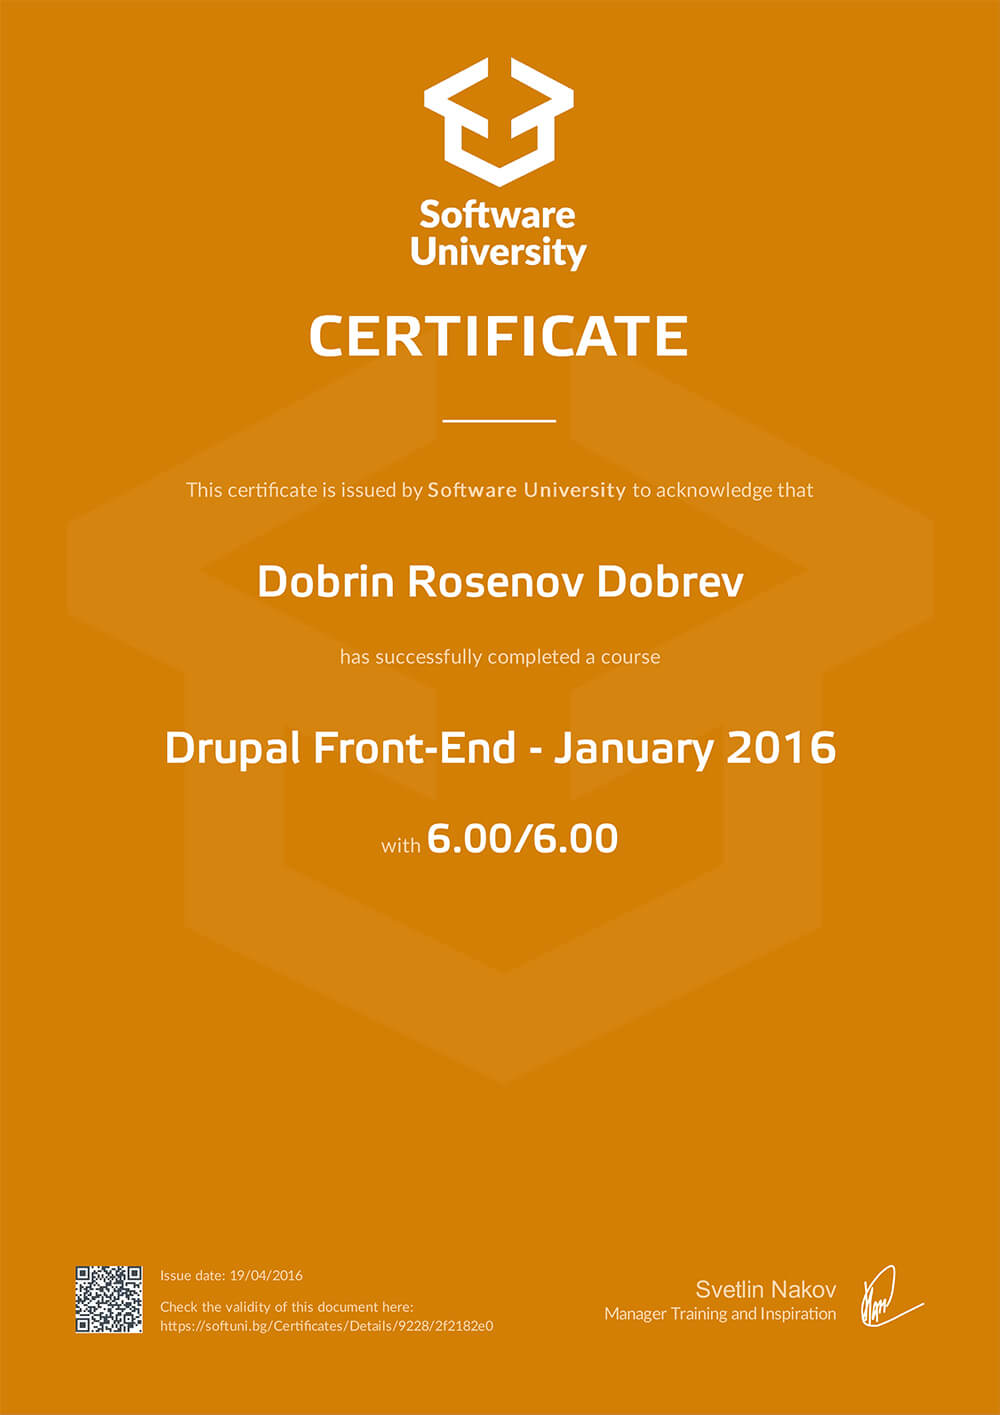 Software
University
CERTIFICATE
This certificate is issued by Software University to acknowledge that
Dobrin Rosenov Dobrev
has successfully completed a course
Drupal Front-End - January 2016
with 6.00/6.00
Issue date: 19/04/2016
Check the validity of this document here:
https://softuni.bg/Certificates/Details/9228/2f2182e0
Svetlin Nakov
Manager Training and Inspiration